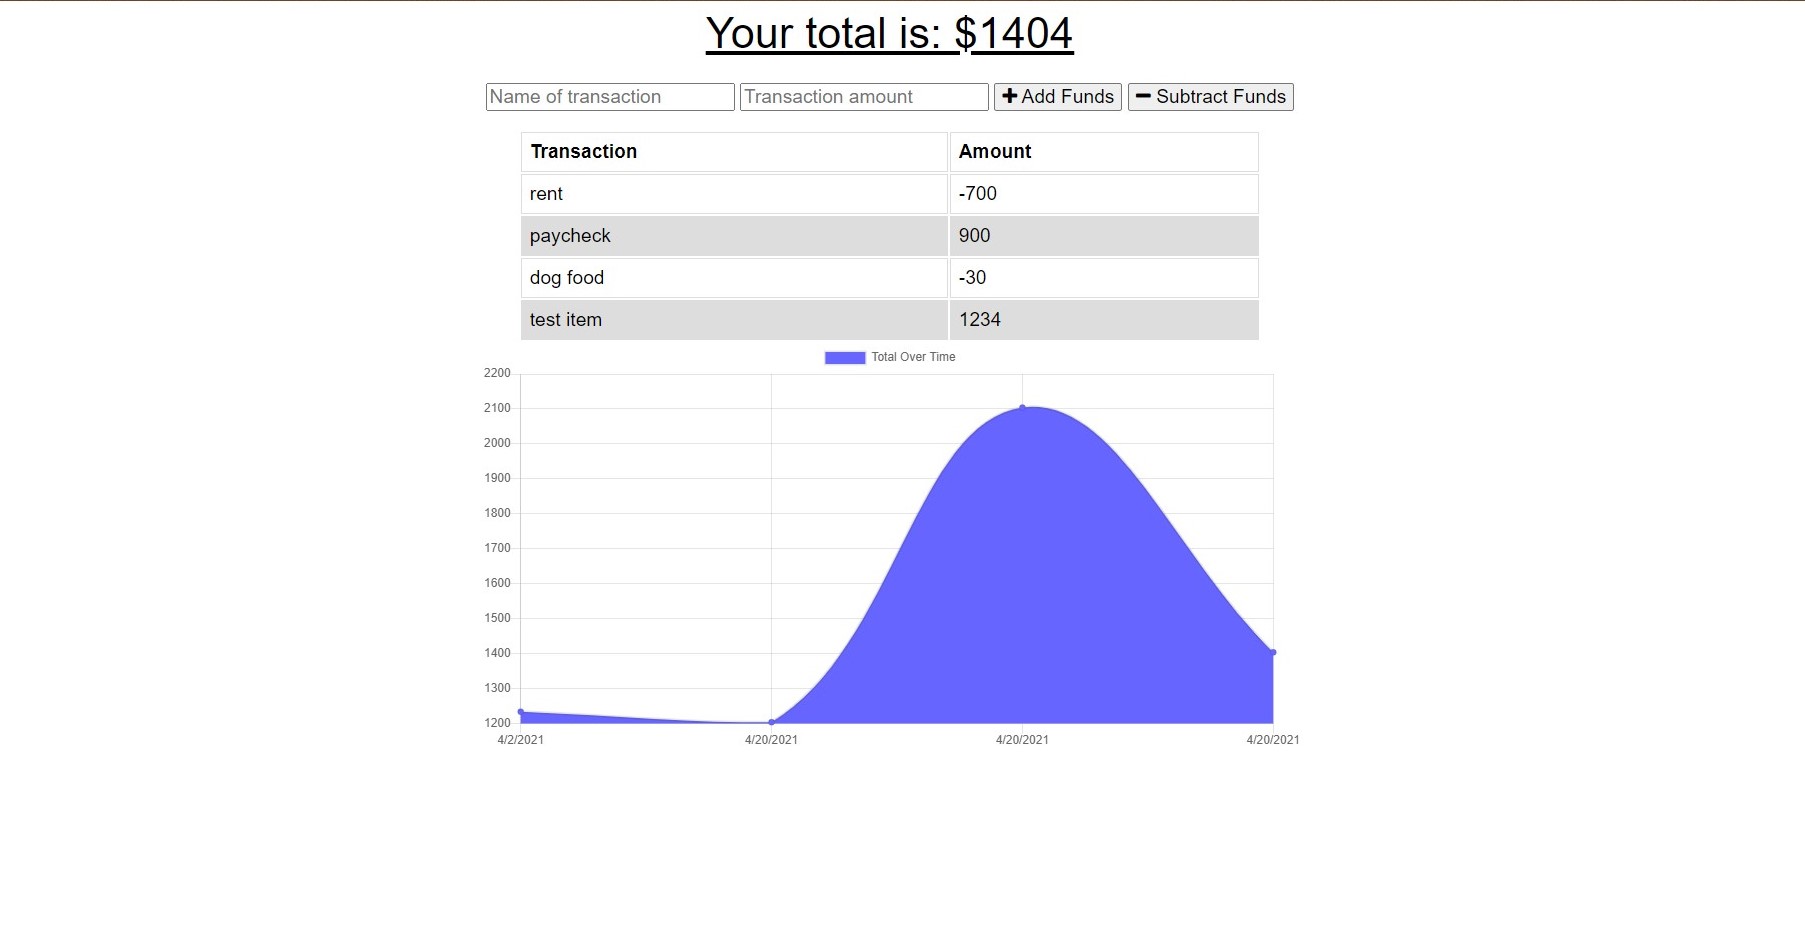 Your total is: $1404
Name of transaction Transaction amount Add Funds Subtract Funds
Transaction Amount
rent -700
paycheck 900
dog food -30
test item 1234
Total Over Time
2200
2100
2000
1900
1800
1700
1600
1500
1400
1300
1200
4/2/2021 4/20/2021 4/20/2021 4/20/2021